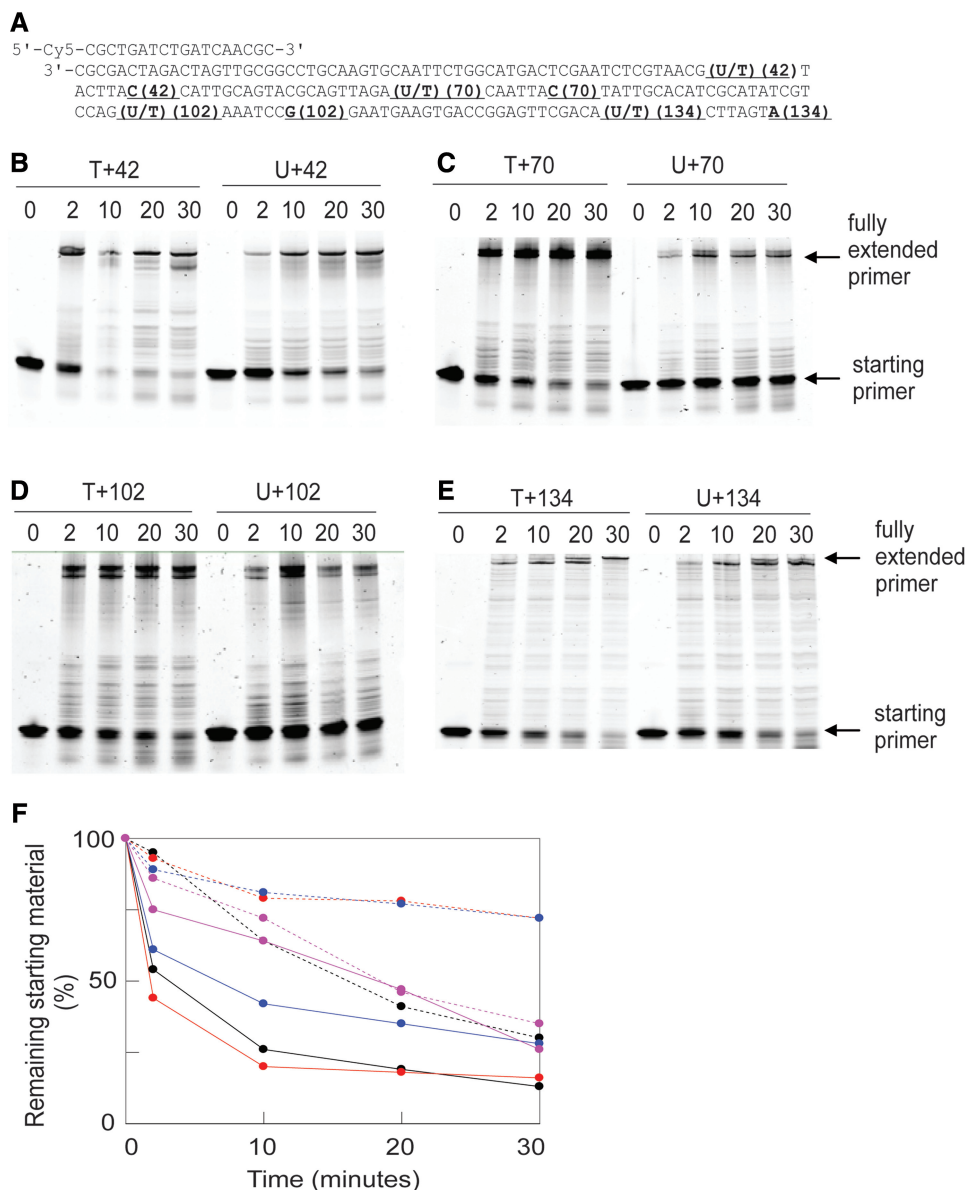 A
5'-Cy5-CGCTGATCTGATCAACGC-3'
3'-CGCGACTAGACTAGTTGCGGCCTGCAAGTGCAATTCTGGCATGACTCGAATCTCGTAACG(U/T)(42)T
ACTTAC(42)CATTGCAGTACGCAGTTAGA(U/T)(70)CAATTAC(70)TATTGCACATCGCATATCGT
CCAG(U/T)(102)AAATCCG(102)GAATGAAGTGACCGGAGTTCGACA(U/T)(134)CTTAGTA(134)
B
T+42 U+42
0 2 10 20 30 0 2 10 20 30
C
T+70 U+70
0 2 10 20 30 0 2 10 20 30
fully
extended
primer
starting
primer
D
T+102 U+102
0 2 10 20 30 0 2 10 20 30
E
T+134 U+134
0 2 10 20 30 0 2 10 20 30
fully
extended
primer
starting
primer
F
Remaining starting material
(%)
100
50
0
0 10 20 30
Time (minutes)